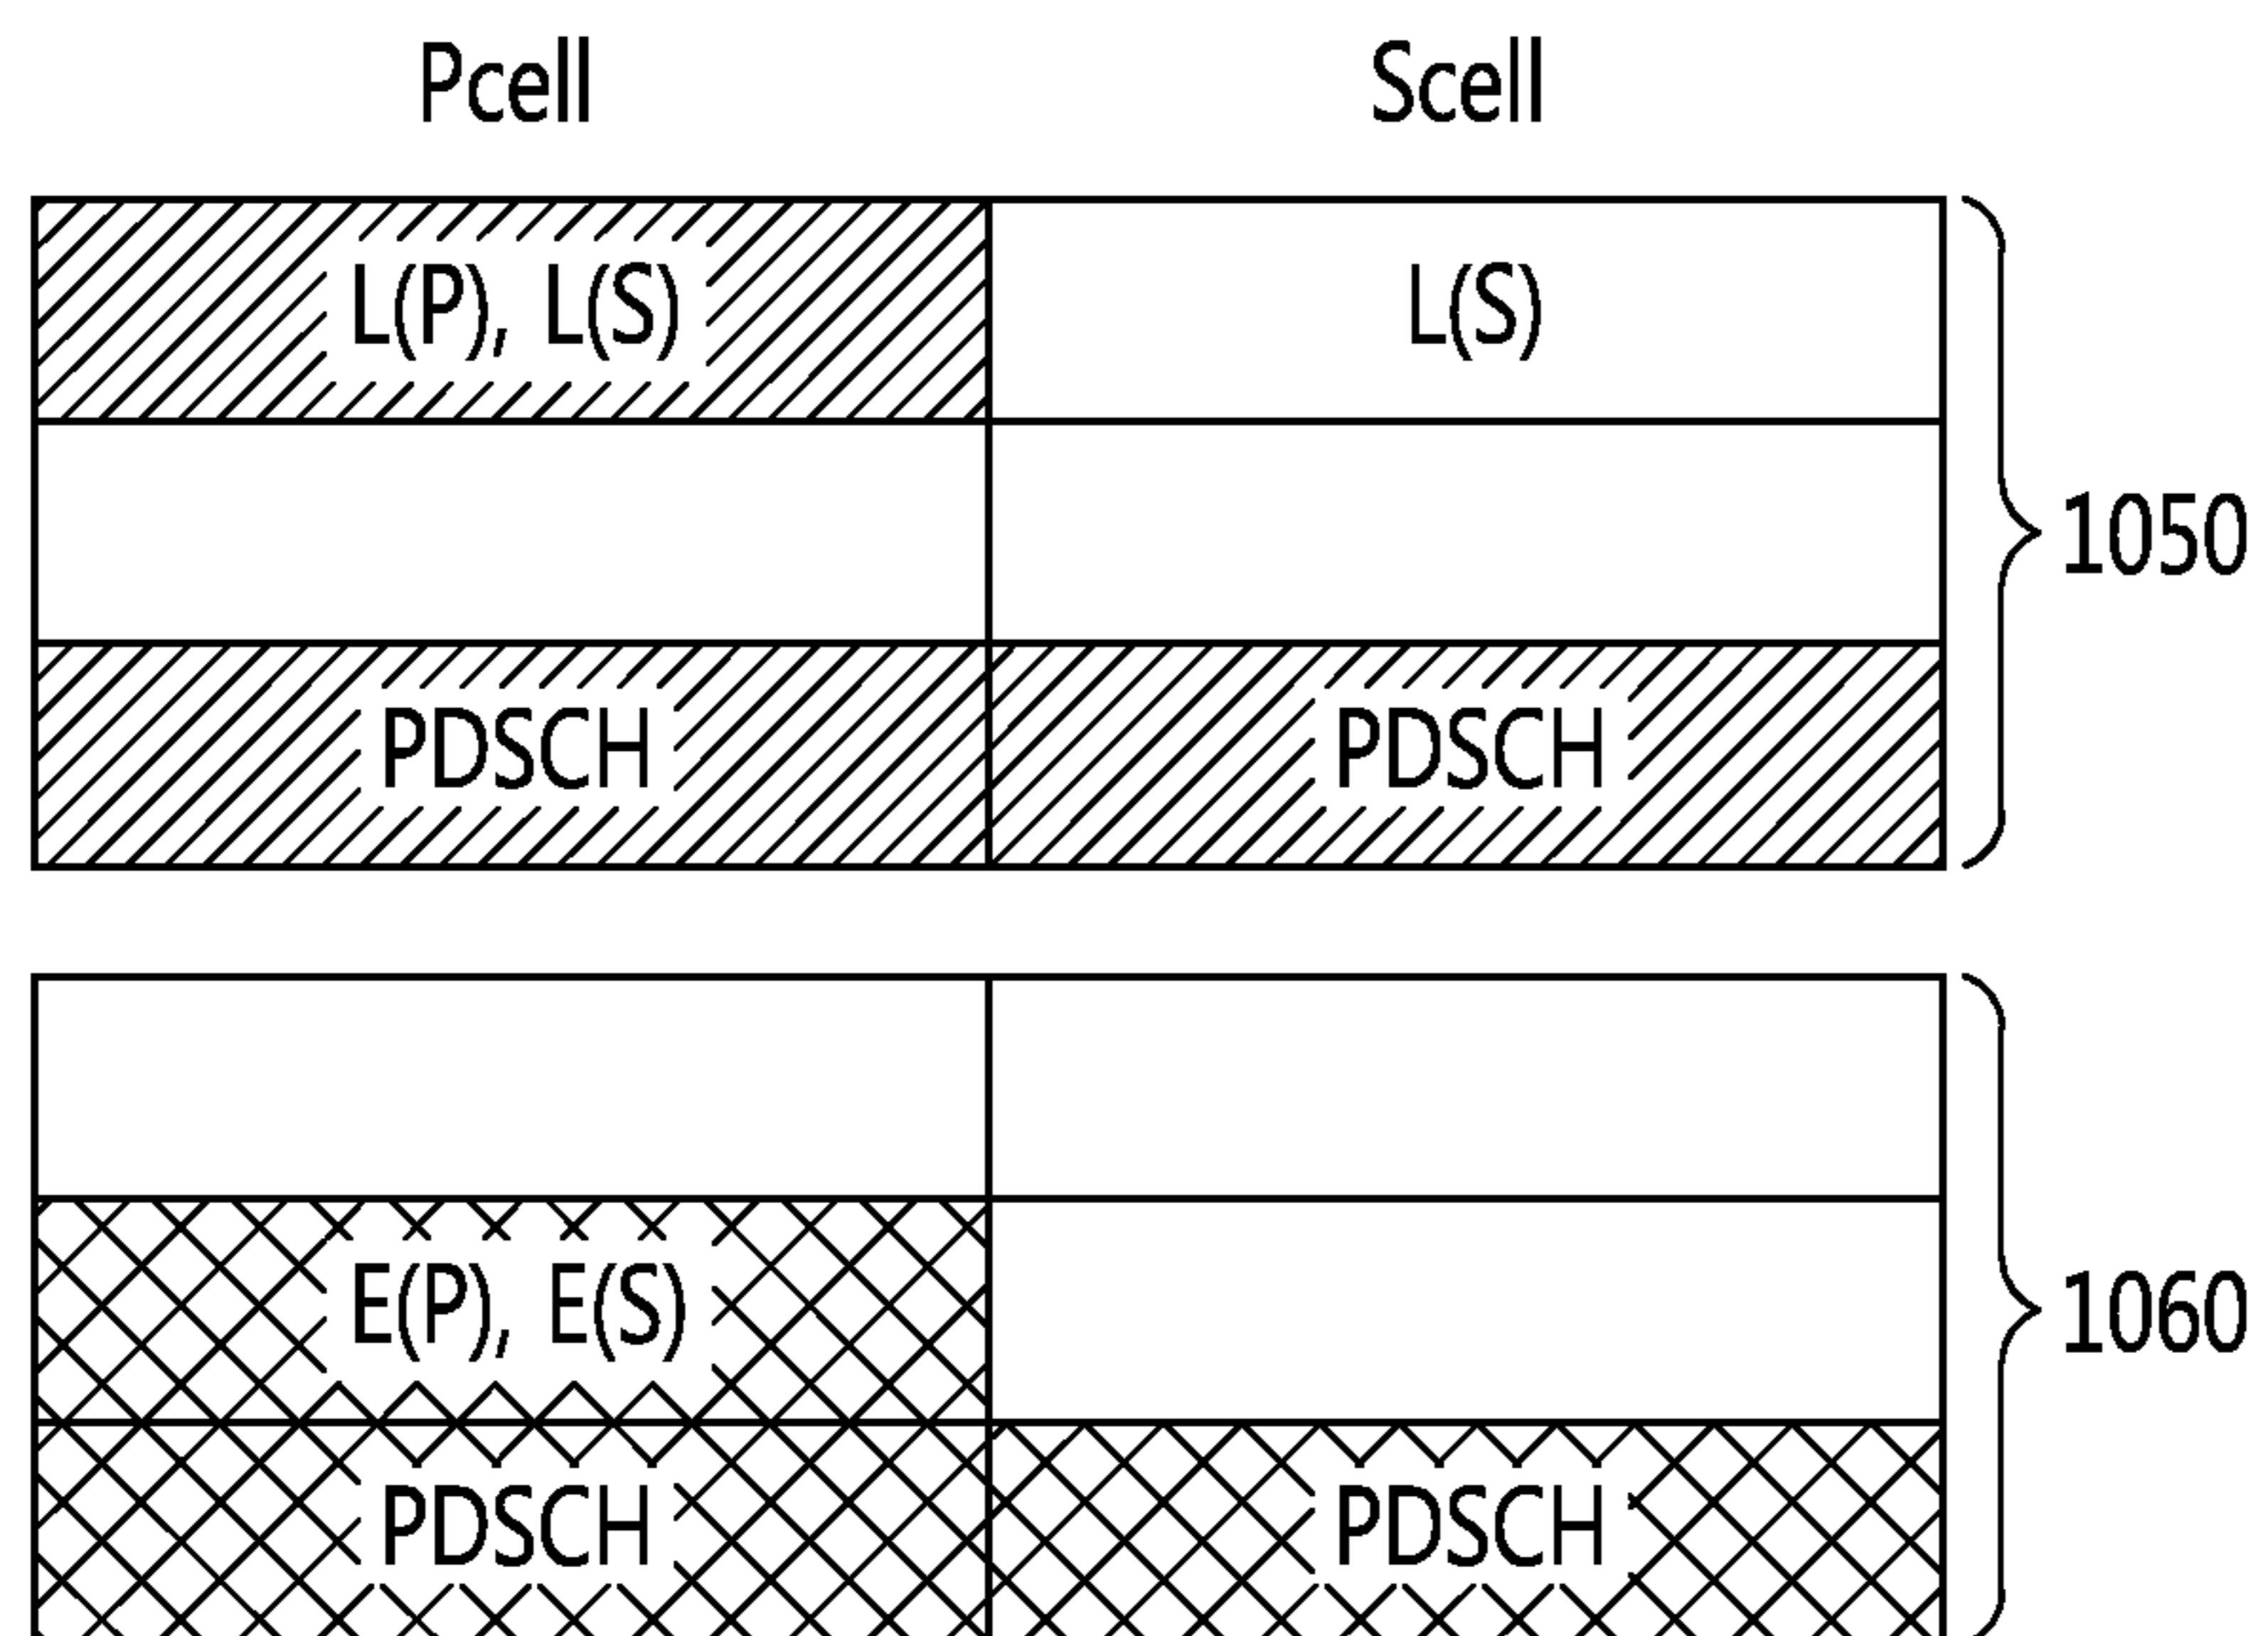 Pcell Scell
L(P), L(S) L(S)
1050
PDSCH PDSCH
E(P), E(S)
1060
PDSCH PDSCH